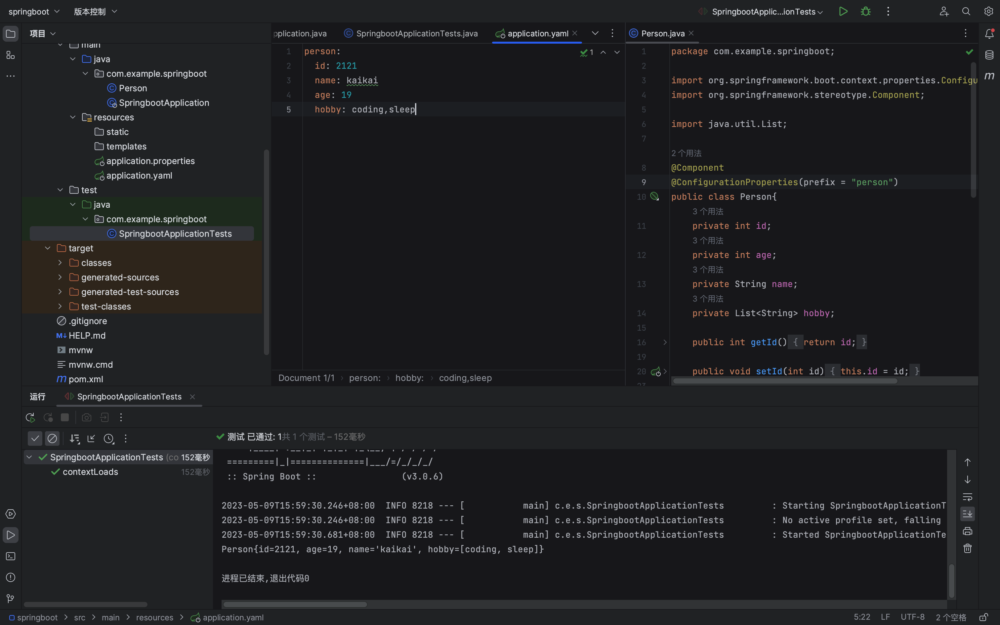 springboot 版本控制 SpringbootApplic...ionTests
项目
main
java
com.example.springboot
Person
SpringbootApplication
resources
static
templates
application.properties
application.yaml
test
java
com.example.springboot
SpringbootApplicationTests
target
classes
generated-sources
generated-test-sources
test-classes
.gitignore
M↓ HELP.md
mvnw
mvnw.cmd
m pom.xml
pplication.java SpringbootApplicationTests.java application.yaml
1 person:
2 id: 2121
3 name: kaikai
4 age: 19
5 hobby: coding,sleep
1
Document 1/1 › person: › hobby: › coding,sleep
Person.java
1 package com.example.springboot;
2
3 import org.springframework.boot.context.properties.Configu
4 import org.springframework.stereotype.Component;
5
6 import java.util.List;
7
2 个用法
8 @Component
9 @ConfigurationProperties(prefix = "person")
10 public class Person{
3 个用法
11 private int id;
3 个用法
12 private int age;
3 个用法
13 private String name;
3 个用法
14 private List<String> hobby;
15
16 public int getId() { return id; }
19
20 public void setId(int id) { this.id = id; }
23
m
运行 SpringbootApplicationTests
测试 已通过: 1共 1 个测试 – 152毫秒
SpringbootApplicationTests (co 152毫秒
contextLoads 152毫秒
=========|_|==============|___/=/_/_/_/
:: Spring Boot :: (v3.0.6)
2023-05-09T15:59:30.246+08:00 INFO 8218 --- [ main] c.e.s.SpringbootApplicationTests : Starting SpringbootApplicationT
2023-05-09T15:59:30.246+08:00 INFO 8218 --- [ main] c.e.s.SpringbootApplicationTests : No active profile set, falling
2023-05-09T15:59:30.681+08:00 INFO 8218 --- [ main] c.e.s.SpringbootApplicationTests : Started SpringbootApplicationTe
Person{id=2121, age=19, name='kaikai', hobby=[coding, sleep]}
进程已结束,退出代码0
springboot > src > main > resources > application.yaml 5:22 LF UTF-8 2 个空格